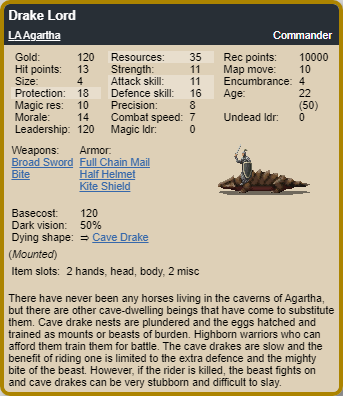 Drake Lord
LA Agartha Commander
Gold: 120 Resources: 35 Rec points: 10000
Hit points: 13 Strength: 11 Map move: 10
Size: 4 Attack skill: 11 Encumbrance: 4
Protection: 18 Defence skill: 16 Age: 22
Magic res: 10 Precision: 8 (50)
Morale: 14 Combat speed: 7 Undead ldr: 0
Leadership: 120 Magic ldr: 0
Weapons: Armor:
Broad Sword Full Chain Mail
Bite Half Helmet
Kite Shield
Basecost: 120
Dark vision: 50%
Dying shape: ⇨ Cave Drake
(Mounted)
Item slots: 2 hands, head, body, 2 misc
There have never been any horses living in the caverns of Agartha,
but there are other cave-dwelling beings that have come to substitute
them. Cave drake nests are plundered and the eggs hatched and
trained as mounts or beasts of burden. Highborn warriors who can
afford them train them for battle. The cave drakes are slow and the
benefit of riding one is limited to the extra defence and the mighty
bite of the beast. However, if the rider is killed, the beast fights on
and cave drakes can be very stubborn and difficult to slay.